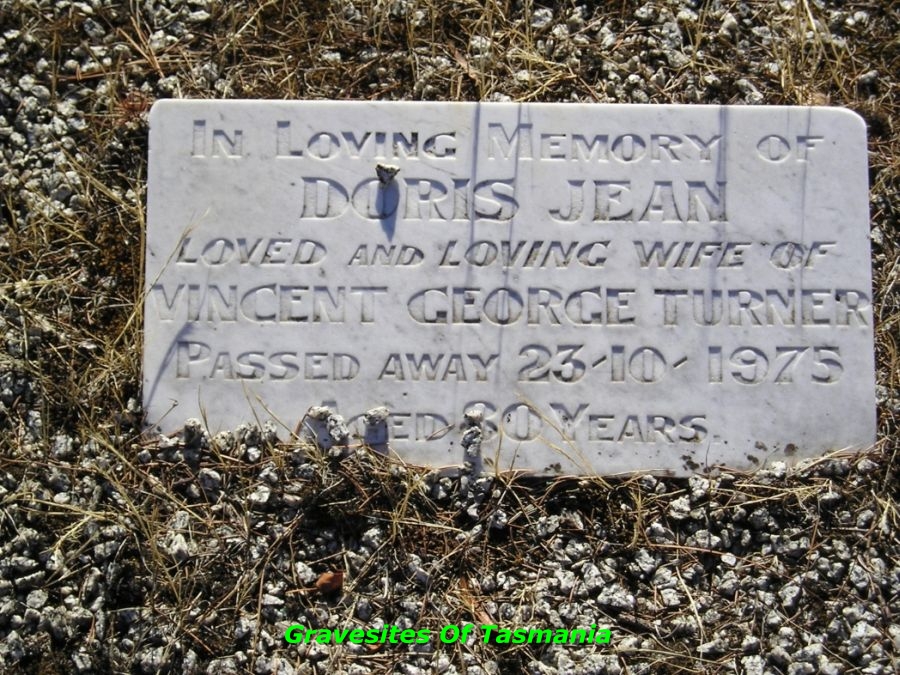 In Loving Memory of
DORIS JEAN
LOVED AND LOVING WIFE OF
VINCENT GEORGE TURNER
PASSED AWAY 23-10-1975
AGED YEARS.
Gravesites Of Tasmania